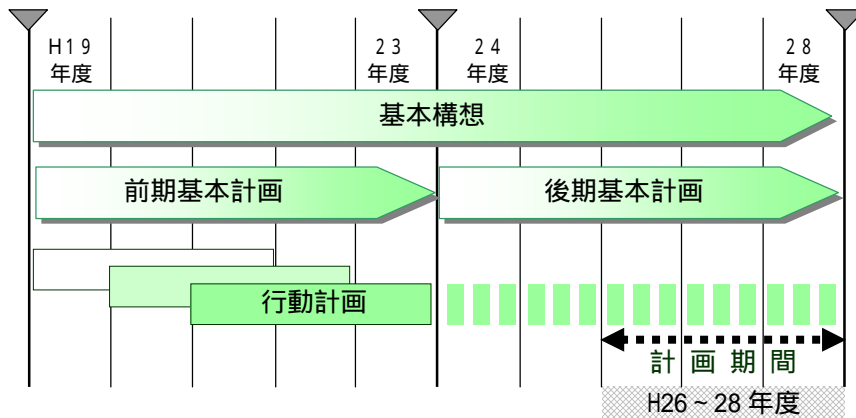 H19
年度
23
年度
24
年度
28
年度
基本構想
前期基本計画
後期基本計画
行動計画
計画期間
H26~28年度